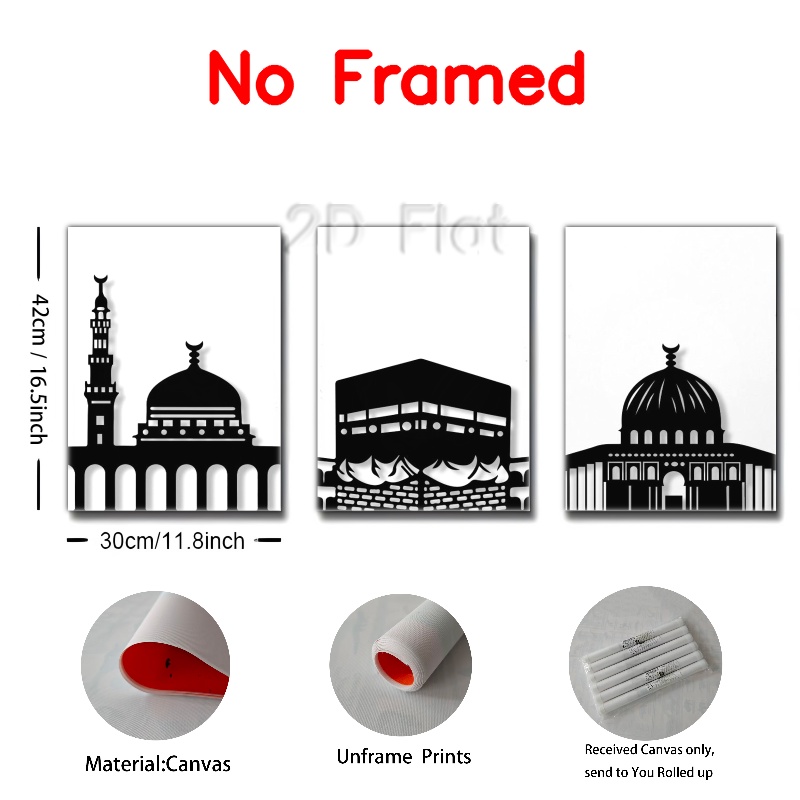 No Framed
2D Flat
42cm / 16.5inch
30cm/11.8inch
Material:Canvas
Unframe Prints
Received Canvas only,
send to You Rolled up